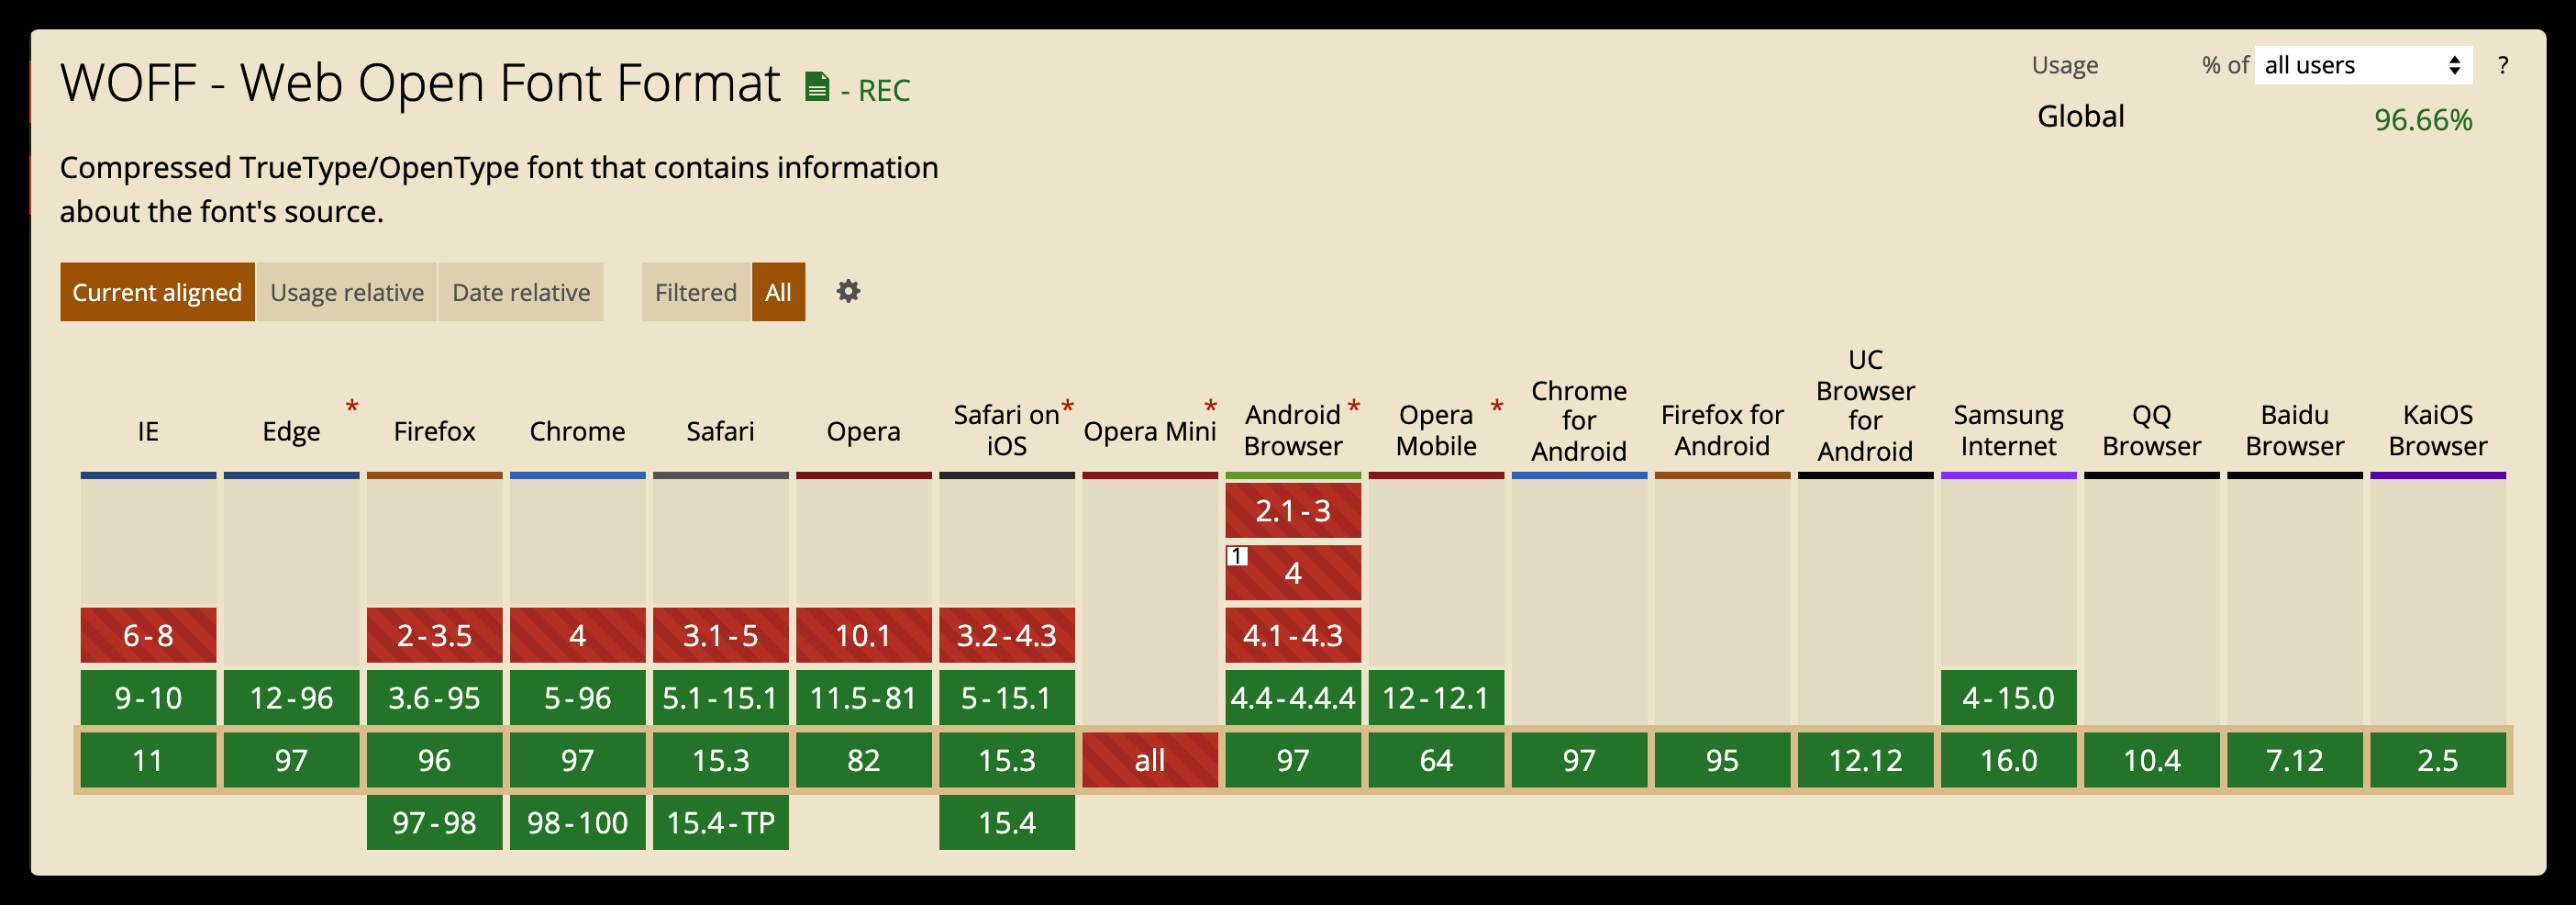 WOFF - Web Open Font Format - REC
Usage % of all users ?
Global 96.66%
Compressed TrueType/OpenType font that contains information
about the font's source.
Current aligned Usage relative Date relative Filtered All
IE
Edge *
Firefox
Chrome
Safari
Opera
Safari on *
iOS
Opera Mini *
Android *
Browser
Opera *
Mobile
Chrome
for
Android
Firefox for
Android
UC
Browser
for
Android
Samsung
Internet
QQ
Browser
Baidu
Browser
KaiOS
Browser
2.1-3
1 4
6-8 2-3.5 4 3.1-5 10.1 3.2-4.3 4.1-4.3
9-10 12-96 3.6-95 5-96 5.1-15.1 11.5-81 5-15.1 4.4-4.4.4 12-12.1 4-15.0
11 97 96 97 15.3 82 15.3 all 97 64 97 95 12.12 16.0 10.4 7.12 2.5
97-98 98-100 15.4-TP 15.4